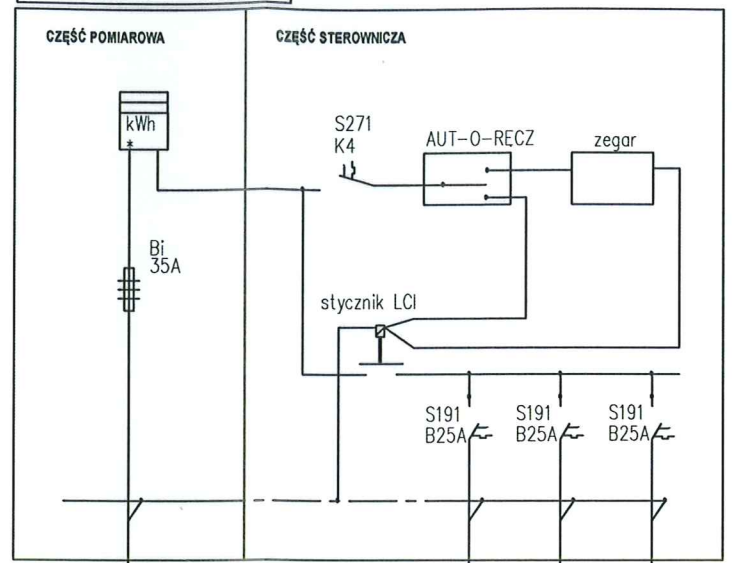 CZĘŚĆ POMIAROWA
CZĘŚĆ STEROWNICZA
kWh
*
S271
K4
AUT-O-RĘCZ
zegar
Bi
35A
stycznik LCI
S191
B25A
S191
B25A
S191
B25A